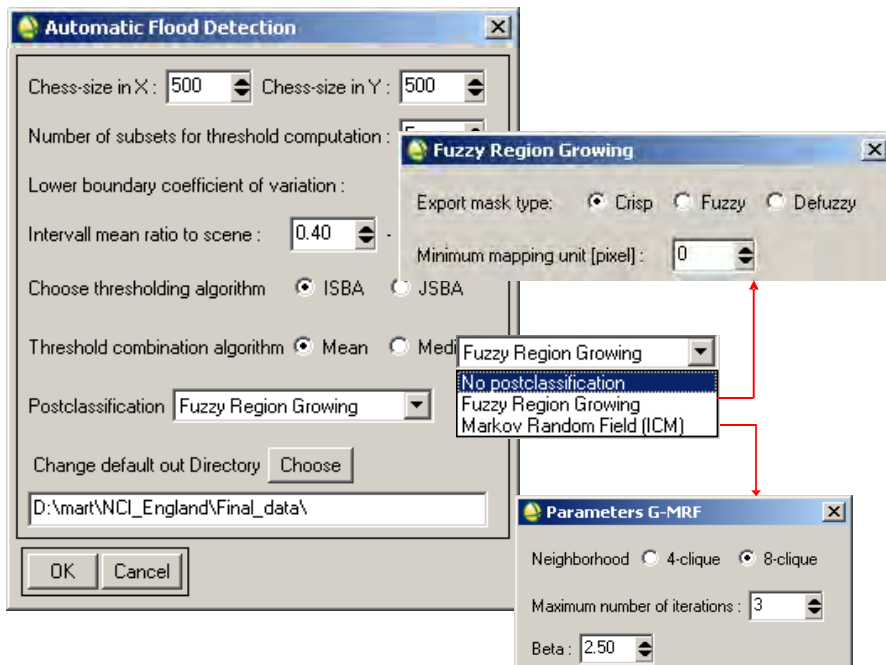 Automatic Flood Detection
Chess-size in X : 500 Chess-size in Y : 500
Number of subsets for threshold computation :
Lower boundary coefficient of variation :
Intervall mean ratio to scene : 0.40 -
Choose thresholding algorithm ISBA JSBA
Threshold combination algorithm Mean Medi
Postclassification Fuzzy Region Growing
Change default out Directory Choose
D:\mart\NCI_England\Final_data\
OK Cancel
Fuzzy Region Growing
Export mask type: Crisp Fuzzy Defuzzy
Minimum mapping unit [pixel] : 0
Fuzzy Region Growing
No postclassification
Fuzzy Region Growing
Markov Random Field (ICM)
Parameters G-MRF
Neighborhood 4-clique 8-clique
Maximum number of iterations : 3
Beta : 2.50